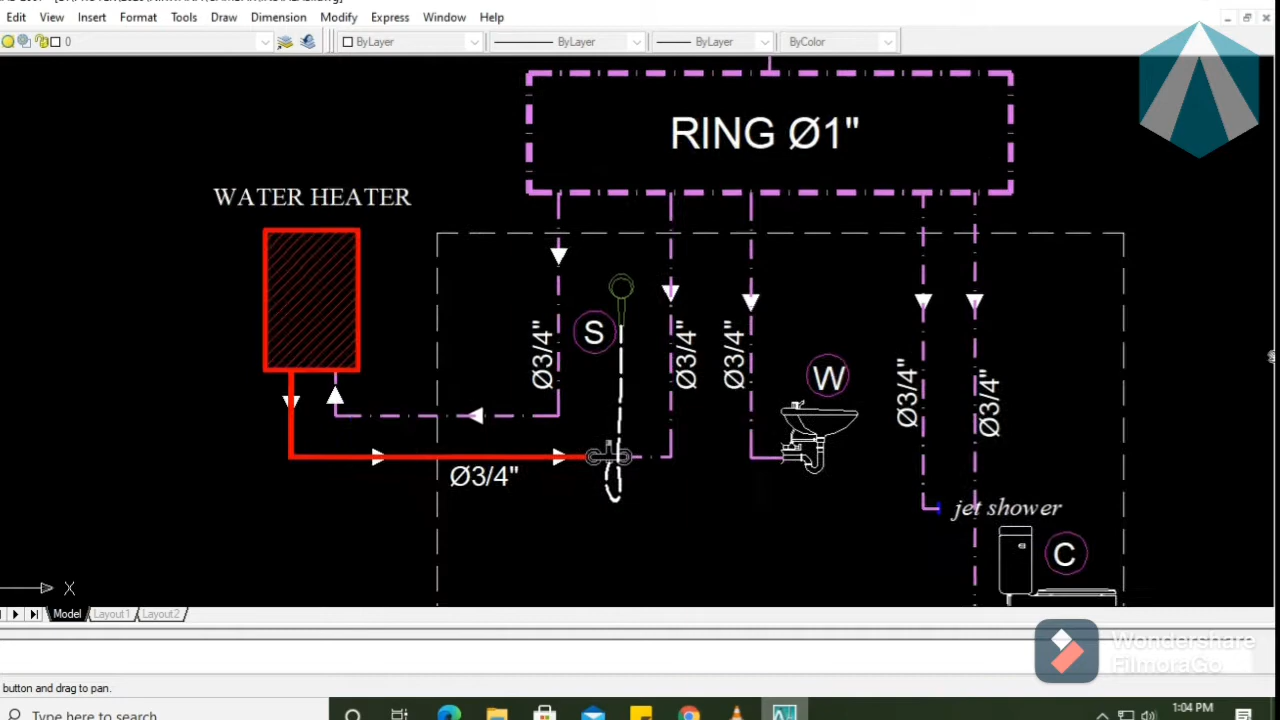 Edit View Insert Format Tools Draw Dimension Modify Express Window Help
0 ByLayer ByLayer ByLayer ByColor
RING Ø1"
WATER HEATER
S
Ø3/4"
Ø3/4"
Ø3/4"
W
Ø3/4"
Ø3/4"
Ø3/4"
jet shower
C
X
Model Layout1 Layout2
Wondershare
FilmoraGo
button and drag to pan.
Type here to search
1:04 PM